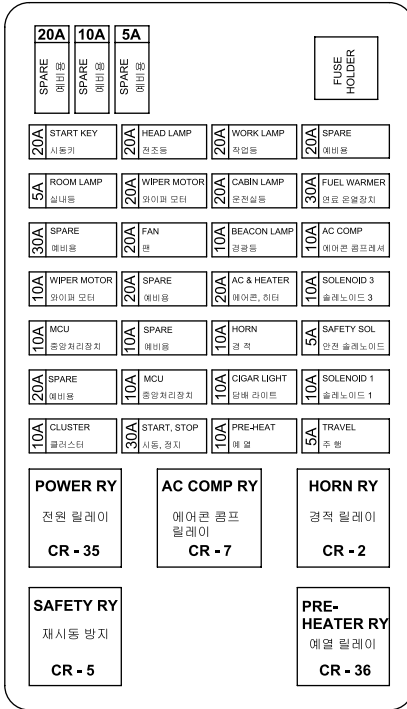 20A 10A 5A
SPARE 예비용
SPARE 예비용
SPARE 예비용
FUSE HOLDER
20A START KEY 시동키
20A HEAD LAMP 전조등
20A WORK LAMP 작업등
20A SPARE 예비용
5A ROOM LAMP 실내등
20A WIPER MOTOR 와이퍼 모터
20A CABIN LAMP 운전실등
30A FUEL WARMER 연료 온열장치
30A SPARE 예비용
20A FAN 팬
10A BEACON LAMP 경광등
10A AC COMP 에어콘 콤프레셔
10A WIPER MOTOR 와이퍼 모터
20A SPARE 예비용
20A AC & HEATER 에어콘, 히터
10A SOLENOID 3 솔레노이드 3
10A MCU 중앙처리장치
10A SPARE 예비용
10A HORN 경 적
5A SAFETY SOL 안전 솔레노이드
20A SPARE 예비용
10A MCU 중앙처리장치
10A CIGAR LIGHT 담배 라이트
10A SOLENOID 1 솔레노이드 1
10A CLUSTER 클러스터
30A START, STOP 시동, 정지
10A PRE-HEAT 예 열
5A TRAVEL 주 행
POWER RY
전원 릴레이
CR - 35
AC COMP RY
에어콘 콤프
릴레이
CR - 7
HORN RY
경적 릴레이
CR - 2
SAFETY RY
재시동 방지
CR - 5
PRE-
HEATER RY
예열 릴레이
CR - 36